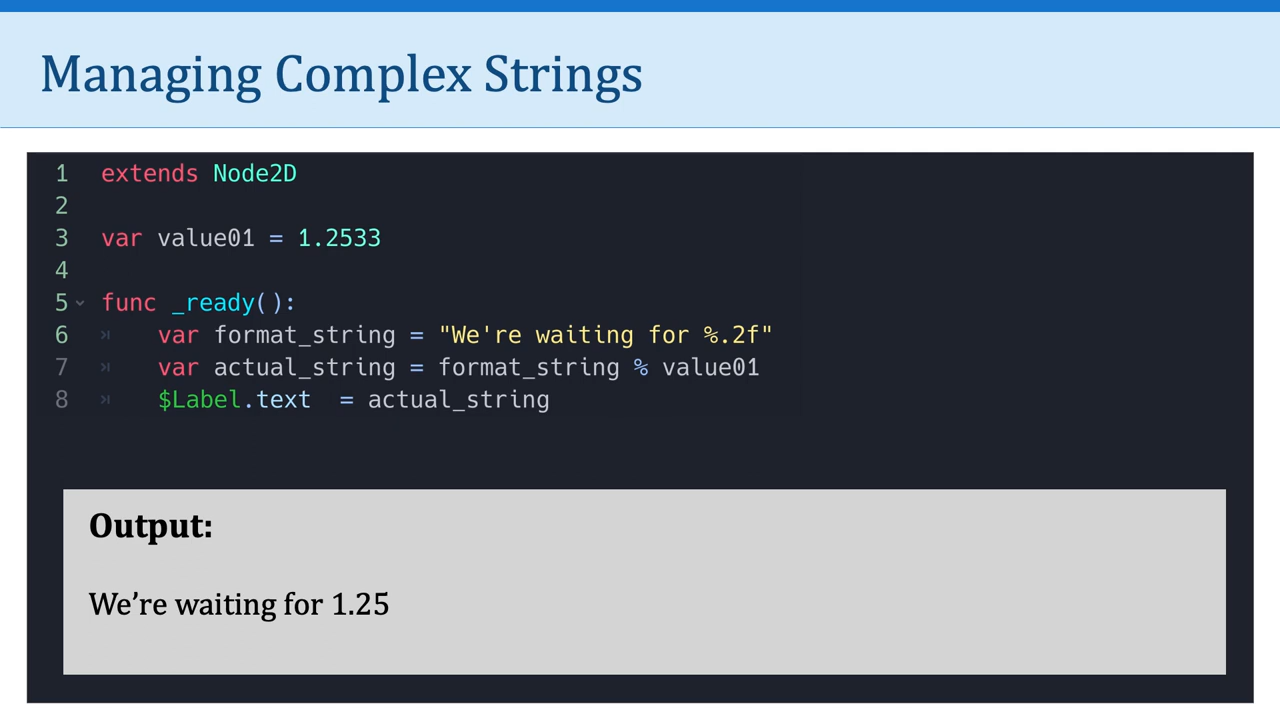 Managing Complex Strings
1 extends Node2D
2
3 var value01 = 1.2533
4
5 func _ready():
6 var format_string = "We're waiting for %.2f"
7 var actual_string = format_string % value01
8 $Label.text  = actual_string
Output:
We’re waiting for 1.25